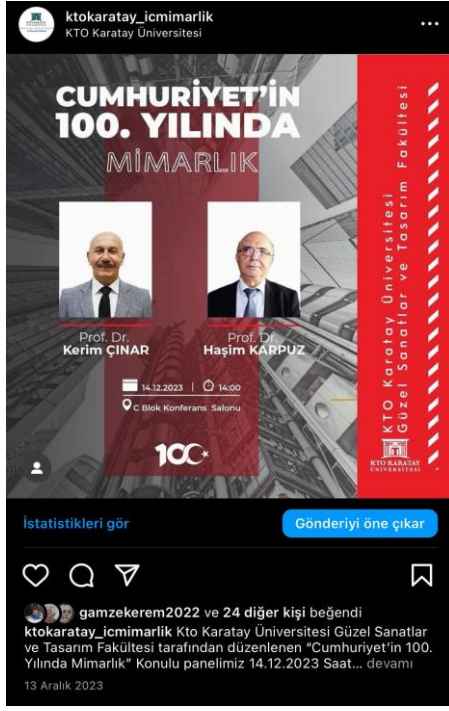 ktokaratay_icmimarlik
KTO Karatay Üniversitesi
CUMHURİYET'İN
100. YILINDA
MİMARLIK
Prof. Dr.
Kerim ÇINAR
Prof. Dr.
Haşim KARPUZ
14.12.2023 | 14:00
C Blok Konferans Salonu
100
KTO Karatay Üniversitesi
Güzel Sanatlar ve Tasarım Fakültesi
KTO KARATAY
ÜNİVERSİTESİ
İstatistikleri gör
Gönderiyi öne çıkar
gamzekerem2022 ve 24 diğer kişi beğendi
ktokaratay_icmimarlik Kto Karatay Üniversitesi Güzel Sanatlar
ve Tasarım Fakültesi tarafından düzenlenen "Cumhuriyet'in 100.
Yılında Mimarlık" Konulu panelimiz 14.12.2023 Saat... devamı
13 Aralık 2023